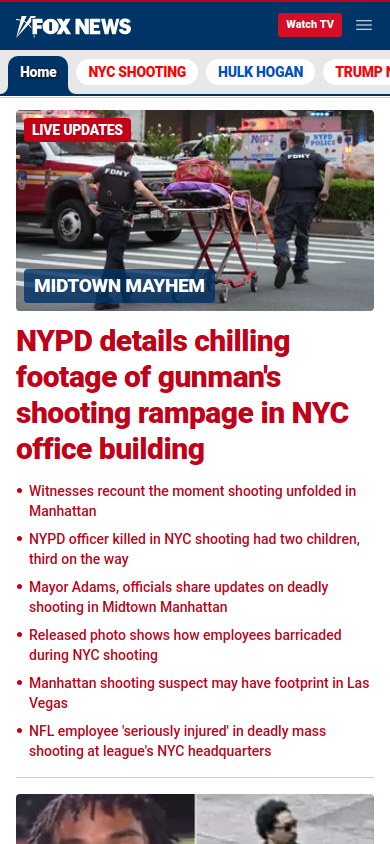 FOX NEWS
Watch TV
Home
NYC SHOOTING
HULK HOGAN
TRUMP
LIVE UPDATES
FDNY
FDNY
NYPD
POLICE
MIDTOWN MAYHEM
NYPD details chilling
footage of gunman's
shooting rampage in NYC
office building
• Witnesses recount the moment shooting unfolded in
Manhattan
• NYPD officer killed in NYC shooting had two children,
third on the way
• Mayor Adams, officials share updates on deadly
shooting in Midtown Manhattan
• Released photo shows how employees barricaded
during NYC shooting
• Manhattan shooting suspect may have footprint in Las
Vegas
• NFL employee 'seriously injured' in deadly mass
shooting at league's NYC headquarters